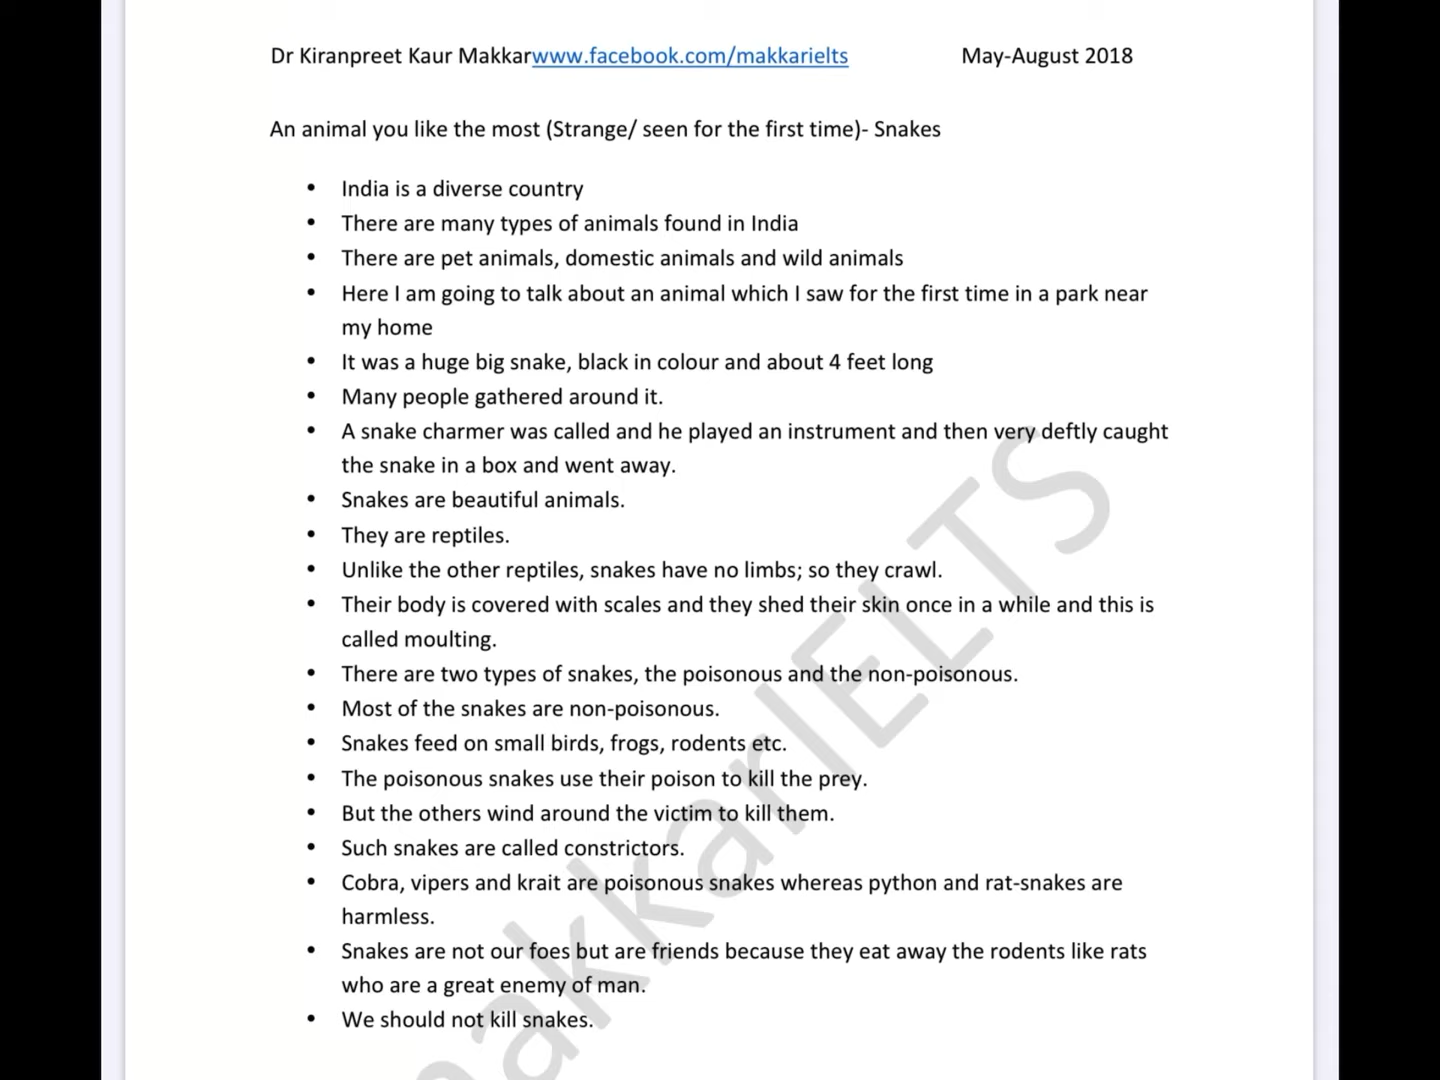 Dr Kiranpreet Kaur Makkarwww.facebook.com/makkarielts May-August 2018
An animal you like the most (Strange/ seen for the first time)- Snakes
• India is a diverse country
• There are many types of animals found in India
• There are pet animals, domestic animals and wild animals
• Here I am going to talk about an animal which I saw for the first time in a park near
my home
• It was a huge big snake, black in colour and about 4 feet long
• Many people gathered around it.
• A snake charmer was called and he played an instrument and then very deftly caught
the snake in a box and went away.
• Snakes are beautiful animals.
• They are reptiles.
• Unlike the other reptiles, snakes have no limbs; so they crawl.
• Their body is covered with scales and they shed their skin once in a while and this is
called moulting.
• There are two types of snakes, the poisonous and the non-poisonous.
• Most of the snakes are non-poisonous.
• Snakes feed on small birds, frogs, rodents etc.
• The poisonous snakes use their poison to kill the prey.
• But the others wind around the victim to kill them.
• Such snakes are called constrictors.
• Cobra, vipers and krait are poisonous snakes whereas python and rat-snakes are
harmless.
• Snakes are not our foes but are friends because they eat away the rodents like rats
who are a great enemy of man.
• We should not kill snakes.
makkarIELTS